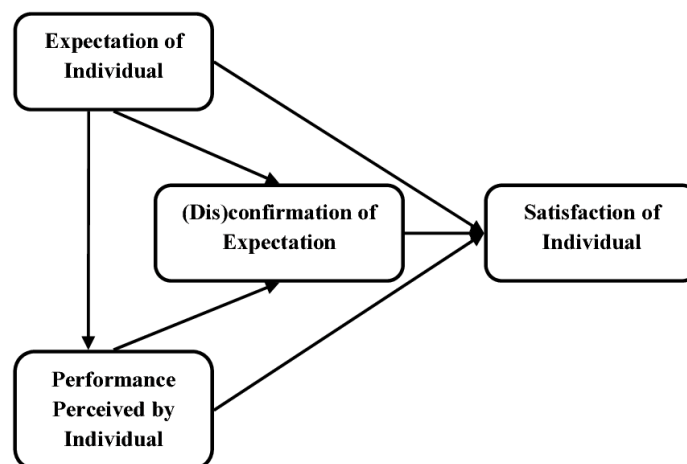 Expectation of
Individual
(Dis)confirmation of
Expectation
Satisfaction of
Individual
Performance
Perceived by
Individual